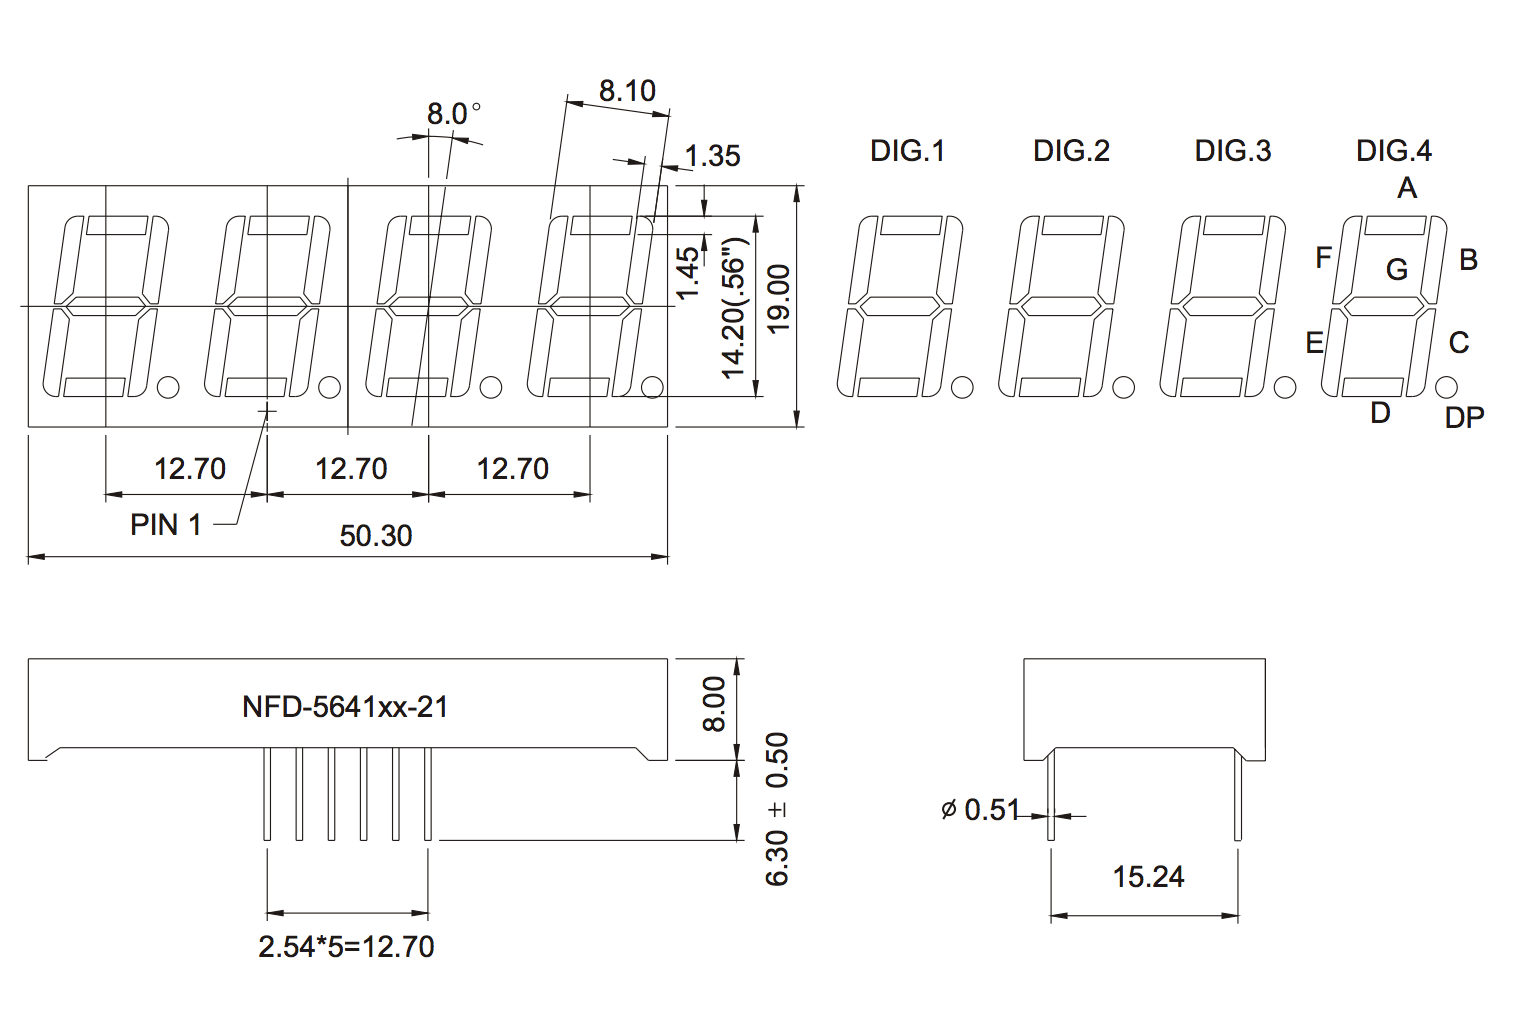 8.10
8.0°
1.35
DIG.1 DIG.2 DIG.3 DIG.4
A
F
B
G
1.45
14.20(.56")
19.00
E
C
D
DP
12.70 12.70 12.70
PIN 1
50.30
NFD-5641xx-21
8.00
6.30 ± 0.50
ø 0.51
15.24
2.54*5=12.70